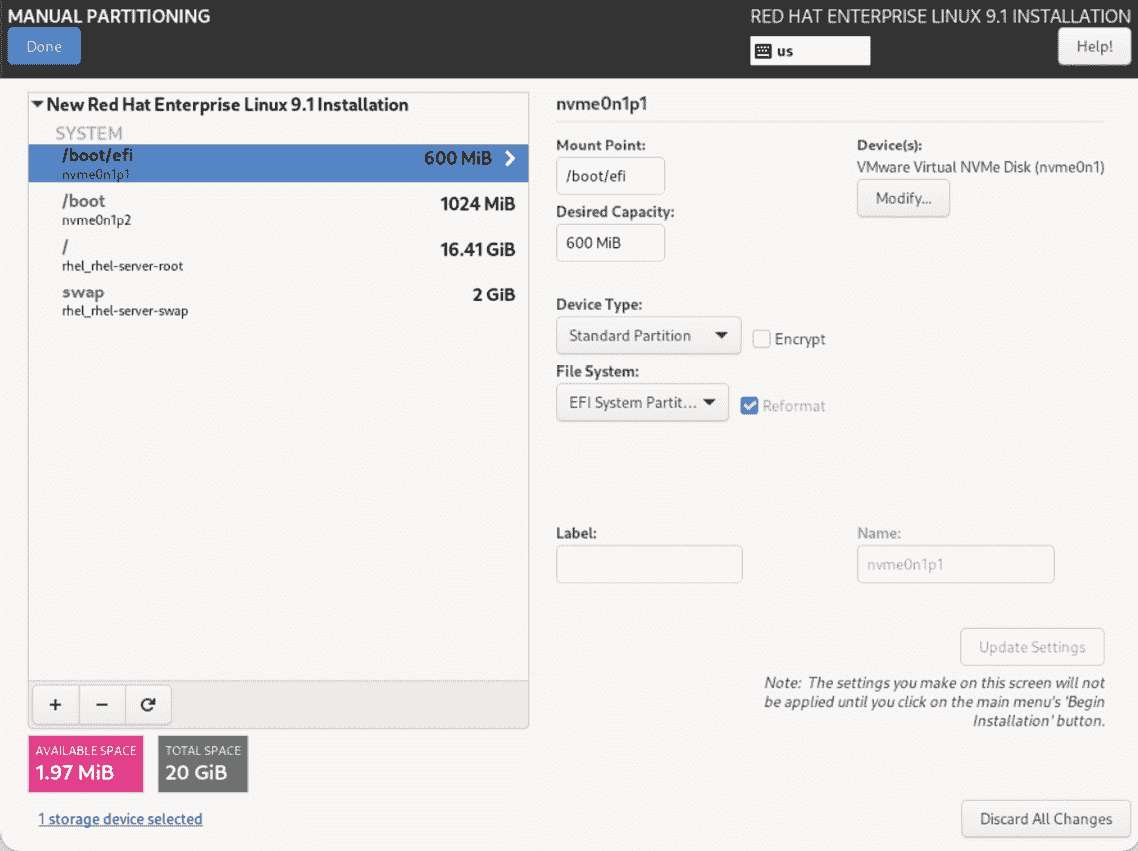 MANUAL PARTITIONING
RED HAT ENTERPRISE LINUX 9.1 INSTALLATION
Done
us
Help!
New Red Hat Enterprise Linux 9.1 Installation
SYSTEM
/boot/efi
600 MiB
nvme0n1p1
/boot
1024 MiB
nvme0n1p2
/
16.41 GiB
rhel_rhel-server-root
swap
2 GiB
rhel_rhel-server-swap
+ −
AVAILABLE SPACE
1.97 MiB
TOTAL SPACE
20 GiB
1 storage device selected
nvme0n1p1
Mount Point:
/boot/efi
Device(s):
VMware Virtual NVMe Disk (nvme0n1)
Modify...
Desired Capacity:
600 MiB
Device Type:
Standard Partition
Encrypt
File System:
EFI System Partit...
Reformat
Label:
Name:
nvme0n1p1
Update Settings
Note: The settings you make on this screen will not
be applied until you click on the main menu's 'Begin
Installation' button.
Discard All Changes